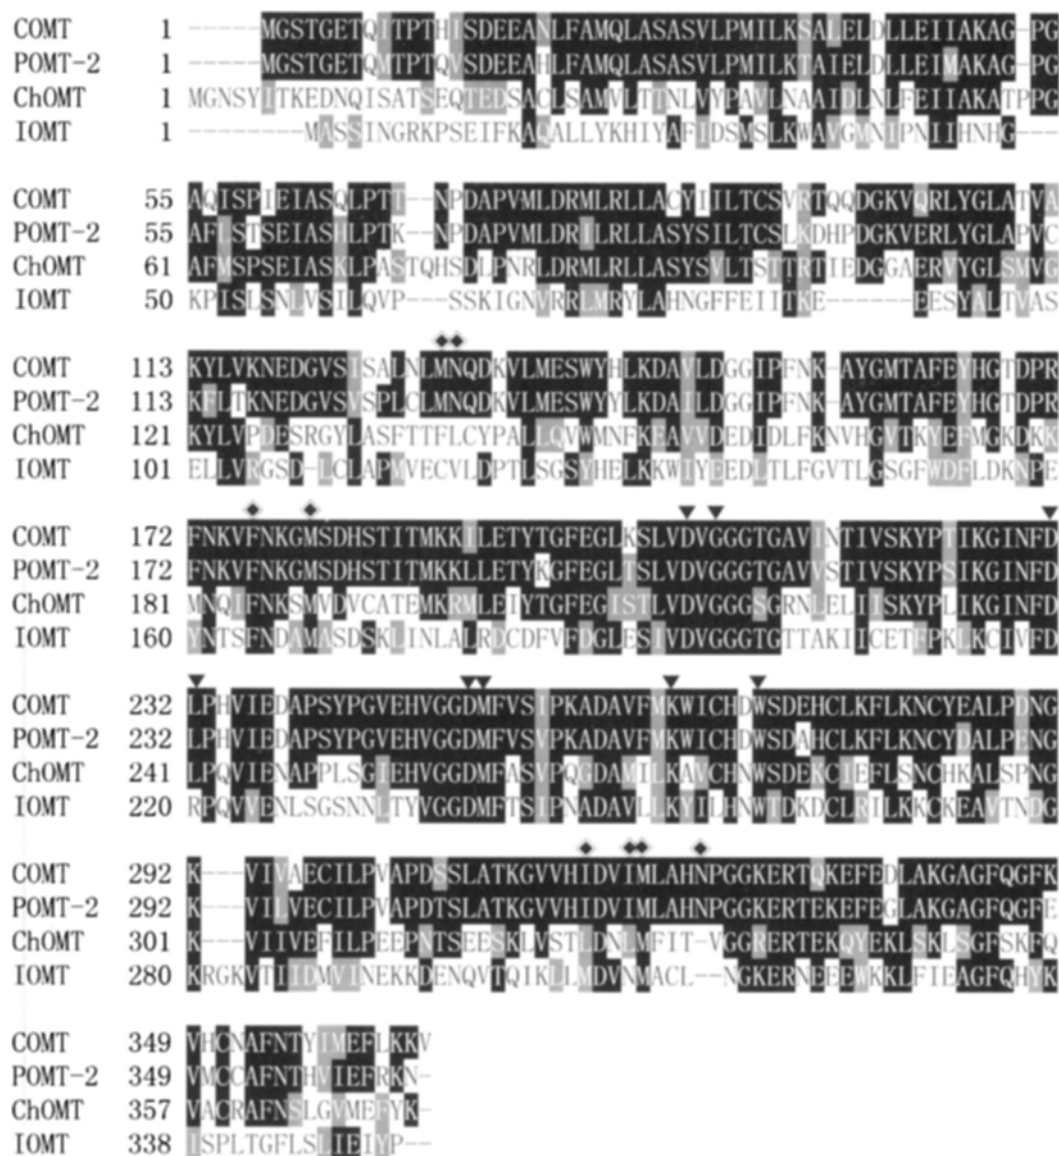 COMT 1 -----MGSTGETQITPTHISDEEANLFAMQLASASVLPMILKSALELDLLEIIAKAG-PG
POMT-2 1 -----MGSTGETQMTPTQVSDEEAHLFAMQLASASVLPMILKTAIELDLLEIMAKAG-PG
ChOMT 1 MGNSYITKEDNQISATSEQTEDSACLSAMVLTTNLVYPAVLNAAIDLNLFEIIAKATPPG
IOMT 1 --------MASSINGRKPSEIFKAQALLYKHIYAFIDSMSLKWAVGMNIPNIIHNHG---
COMT 55 AQISPIEIASQLPTT--NPDAPVMLDRMLRLLACYIILTCSVRTQQDGKVQRLYGLATVA
POMT-2 55 AFLSTSEIASHLPTK--NPDAPVMLDRILRLLASYSILTCSLKDHPDGKVERLYGLAPVC
ChOMT 61 AFMSPSEIASKLPASTQHSDLPNRLDRMLRLLASYSVLTSTTRTIEDGGAERVYGLSMVG
IOMT 50 KPISLSNLVSILQVP---SSKIGNVRRLMRYLAHNGFFEIITKE------EESYALTVAS
COMT 113 KYLVKNEDGVSISALNLMNQDKVLMESWYHLKDAVLDGGIPFNK-AYGMTAFEYHGTDPR
POMT-2 113 KFLTKNEDGVSVSPLCLMNQDKVLMESWYYLKDAILDGGIPFNK-AYGMTAFEYHGTDPR
ChOMT 121 KYLVPDESRGYLASFTTFLCYPALLQVWMNFKEAVVDEDIDLFKNVHGVTKYEFMGKDKK
IOMT 101 ELLVRGSD-LCLAPMVECVLDPTLSGSYHELKKWIYEEDLTLFGVTLGSGFWDFLDKNPE
COMT 172 FNKVFNKGMSDHSTITMKKILETYTGFEGLKSLVDVGGGTGAVINTIVSKYPTIKGINFD
POMT-2 172 FNKVFNKGMSDHSTITMKKLLETYKGFEGLTSLVDVGGGTGAVVSTIVSKYPSIKGINFD
ChOMT 181 MNQIFNKSMVDVCATEMKRMLEIYTGFEGISTLVDVGGGSGRNLELIISKYPLIKGINFD
IOMT 160 YNTSFNDAMASDSKLINLALRDCDFVFDGLESIVDVGGGTGTTAKIICETFPKLKCIVFD
COMT 232 LPHVIEDAPSYPGVEHVGGDMFVSIPKADAVFMKWICHDWSDEHCLKFLKNCYEALPDNG
POMT-2 232 LPHVIEDAPSYPGVEHVGGDMFVSVPKADAVFMKWICHDWSDAHCLKFLKNCYDALPENG
ChOMT 241 LPQVIENAPPLSGIEHVGGDMFASVPQGDAMILKAVCHNWSDEKCIEFLSNCHKALSPNG
IOMT 220 RPQVVENLSGSNNLTYVGGDMFTSIPNADAVLLKYILHNWTDKDCLRILKKCKEAVTNDG
COMT 292 K---VIVAECILPVAPDSSLATKGVVHIDVIMLAHNPGGKERTQKEFEDLAKGAGFQGFK
POMT-2 292 K---VILVECILPVAPDTSLATKGVVHIDVIMLAHNPGGKERTEKEFEGLAKGAGFQGFE
ChOMT 301 K---VIIVEFILPEEPNTSEESKLVSTLDNLMFIT-VGGRERTEKQYEKLSKLSGFSKFQ
IOMT 280 KRGKVTIIDMVINEKKDENQVTQIKLLMDVNMACL--NGKERNEEEWKKLFIEAGFQHYK
COMT 349 VHCNAFNTYIMEFLKKV
POMT-2 349 VMCCAFNTHVIEFRKN-
ChOMT 357 VACRAFNSLGVMEFYK-
IOMT 338 ISPLTGFLSLIEIYP--